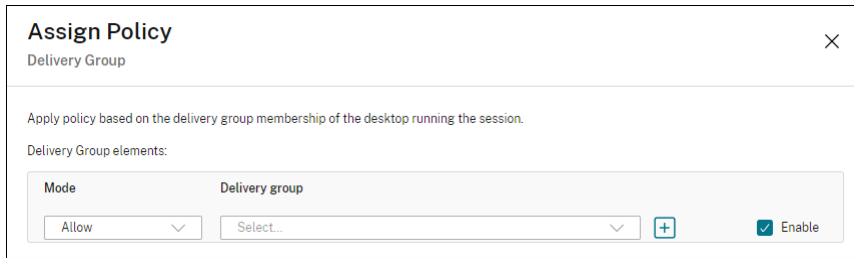 Assign Policy
Delivery Group
Apply policy based on the delivery group membership of the desktop running the session.
Delivery Group elements:
Mode Delivery group
Allow Select... Enable